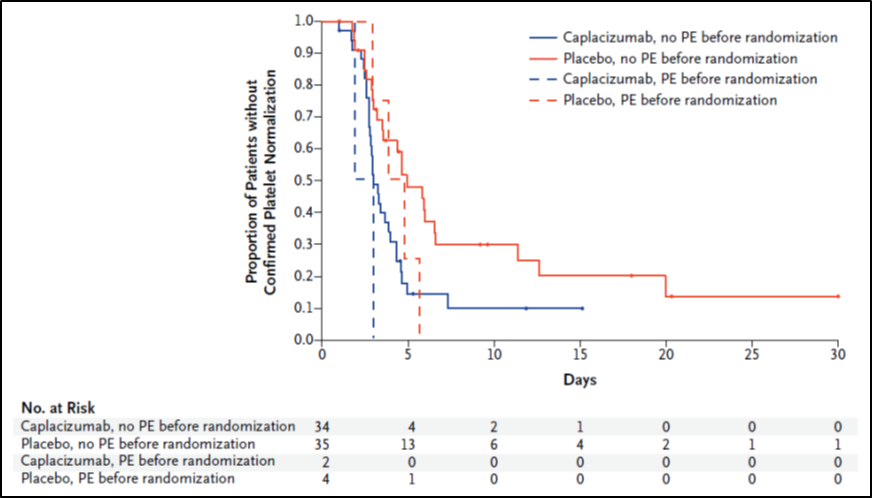 Proportion of Patients without
Confirmed Platelet Normalization
1.0
0.9
0.8
0.7
0.6
0.5
0.4
0.3
0.2
0.1
0.0
0 5 10 15 20 25 30
Days
Caplacizumab, no PE before randomization
Placebo, no PE before randomization
Caplacizumab, PE before randomization
Placebo, PE before randomization
No. at Risk
Caplacizumab, no PE before randomization 34 4 2 1 0 0 0
Placebo, no PE before randomization 35 13 6 4 2 1 1
Caplacizumab, PE before randomization 2 0 0 0 0 0 0
Placebo, PE before randomization 4 1 0 0 0 0 0